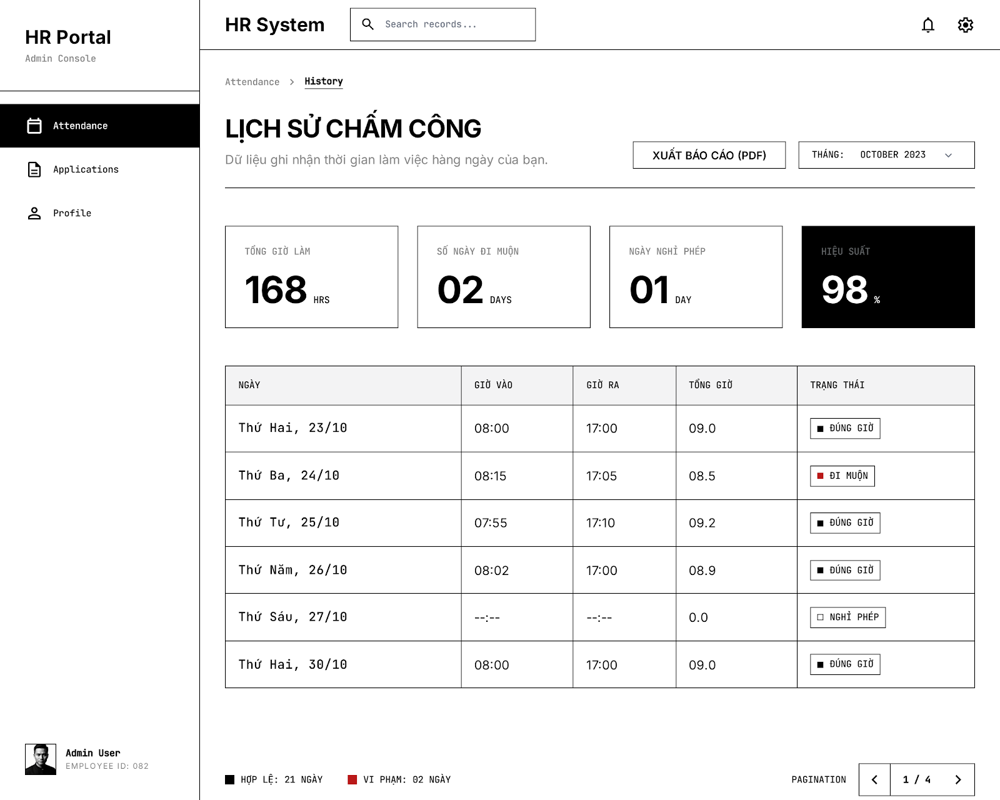 HR Portal
Admin Console
Attendance
Applications
Profile
Admin User
EMPLOYEE ID: 082
HR System
Search records...
Attendance > History
LỊCH SỬ CHẤM CÔNG
Dữ liệu ghi nhận thời gian làm việc hàng ngày của bạn.
XUẤT BÁO CÁO (PDF)
THÁNG: OCTOBER 2023
TỔNG GIỜ LÀM
168 HRS
SỐ NGÀY ĐI MUỘN
02 DAYS
NGÀY NGHỈ PHÉP
01 DAY
HIỆU SUẤT
98 %
NGÀY GIỜ VÀO GIỜ RA TỔNG GIỜ TRẠNG THÁI
Thứ Hai, 23/10 08:00 17:00 09.0 ĐÚNG GIỜ
Thứ Ba, 24/10 08:15 17:05 08.5 ĐI MUỘN
Thứ Tư, 25/10 07:55 17:10 09.2 ĐÚNG GIỜ
Thứ Năm, 26/10 08:02 17:00 08.9 ĐÚNG GIỜ
Thứ Sáu, 27/10 --:-- --:-- 0.0 NGHỈ PHÉP
Thứ Hai, 30/10 08:00 17:00 09.0 ĐÚNG GIỜ
HỢP LỆ: 21 NGÀY
VI PHẠM: 02 NGÀY
PAGINATION
1 / 4